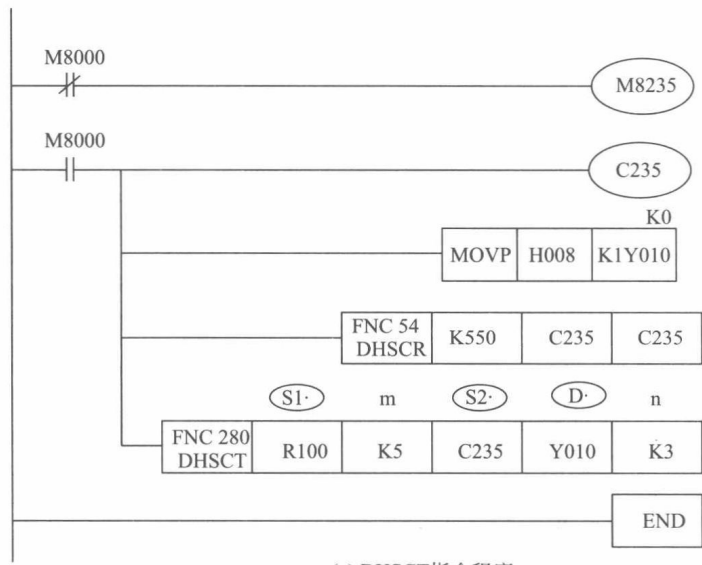 M8000
M8235
M8000
C235
K0
MOVP H008 K1Y010
FNC 54 DHSCR K550 C235 C235
S1· m S2· D· n
FNC 280 DHSCT R100 K5 C235 Y010 K3
END